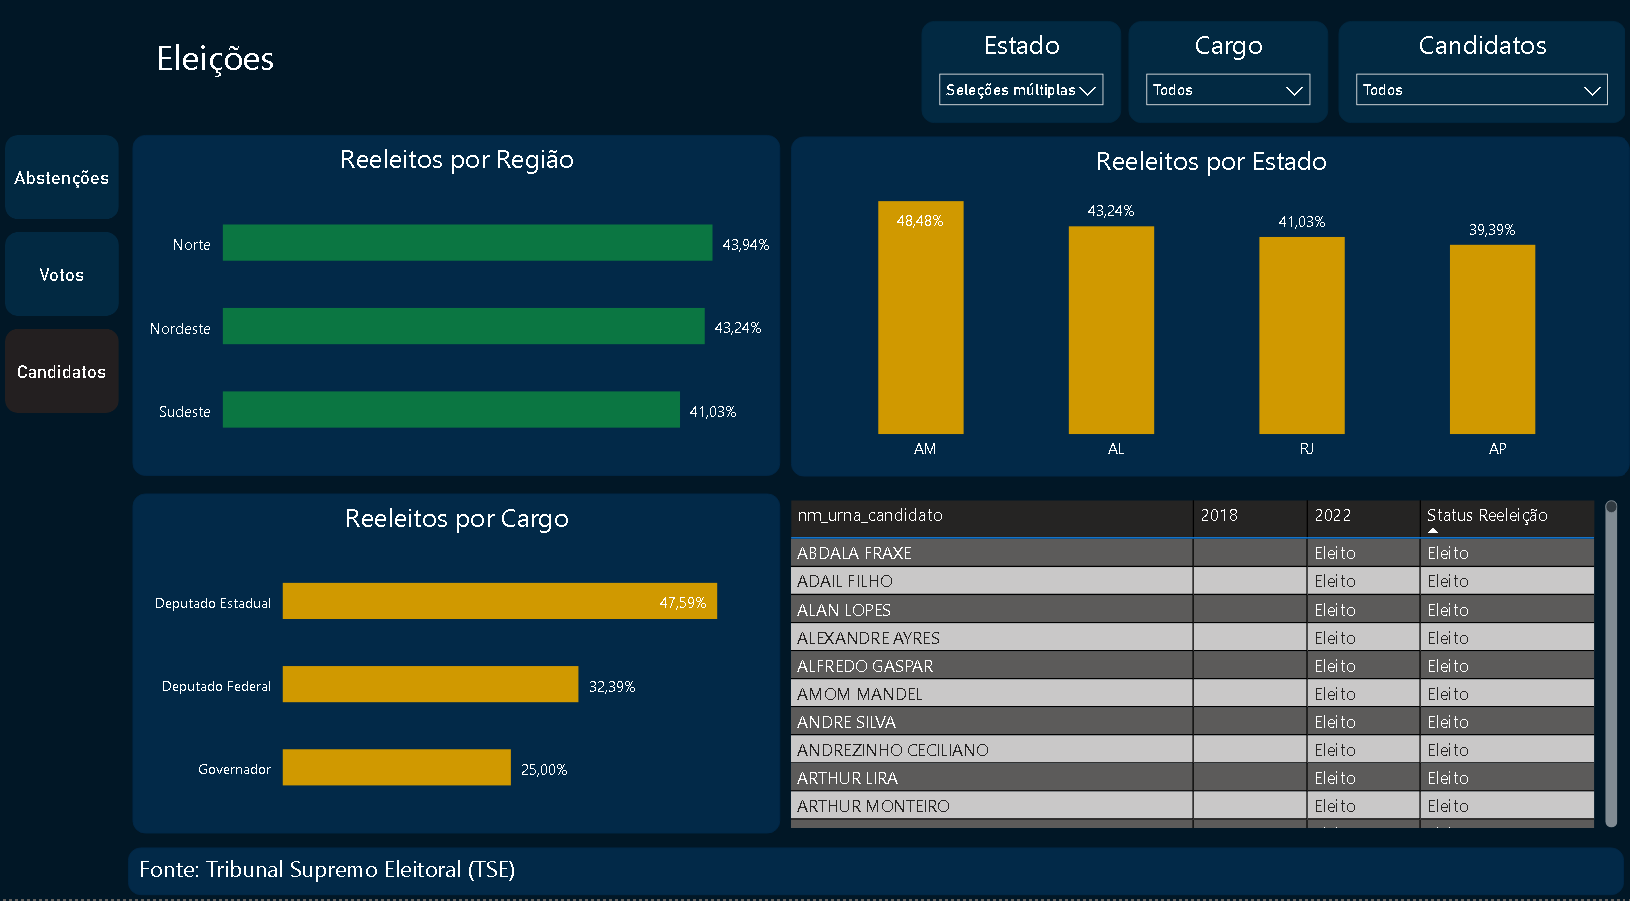 Eleições
Estado
Seleções múltiplas
Cargo
Todos
Candidatos
Todos
Abstenções
Votos
Candidatos
Reeleitos por Região
Norte 43,94%
Nordeste 43,24%
Sudeste 41,03%
Reeleitos por Estado
48,48% 43,24% 41,03% 39,39%
AM AL RJ AP
Reeleitos por Cargo
Deputado Estadual 47,59%
Deputado Federal 32,39%
Governador 25,00%
nm_urna_candidato 2018 2022 Status Reeleição
ABDALA FRAXE Eleito Eleito
ADAIL FILHO Eleito Eleito
ALAN LOPES Eleito Eleito
ALEXANDRE AYRES Eleito Eleito
ALFREDO GASPAR Eleito Eleito
AMOM MANDEL Eleito Eleito
ANDRE SILVA Eleito Eleito
ANDREZINHO CECILIANO Eleito Eleito
ARTHUR LIRA Eleito Eleito
ARTHUR MONTEIRO Eleito Eleito
Fonte: Tribunal Supremo Eleitoral (TSE)